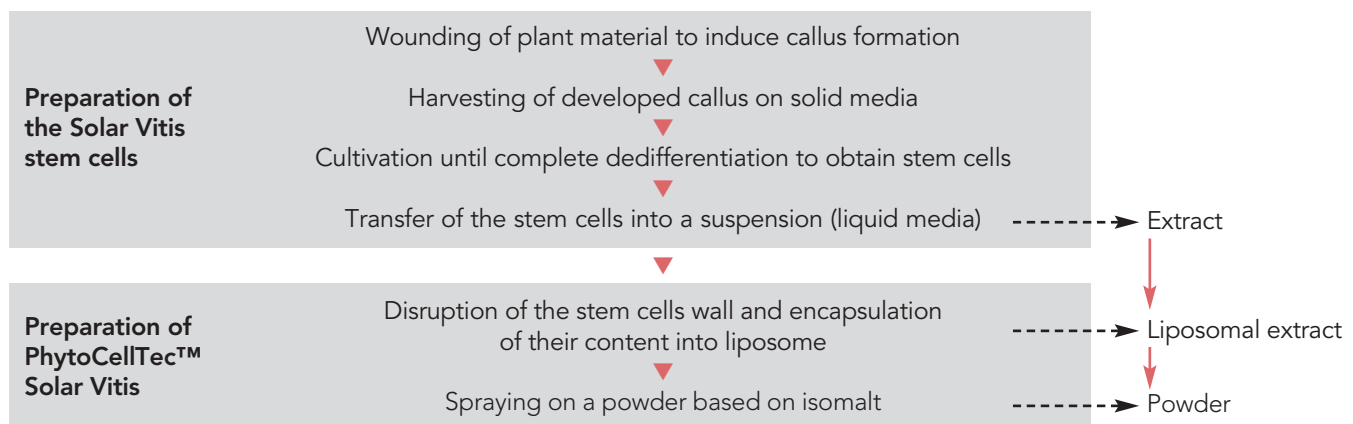 Wounding of plant material to induce callus formation
Preparation of
the Solar Vitis
stem cells
Harvesting of developed callus on solid media
Cultivation until complete dedifferentiation to obtain stem cells
Transfer of the stem cells into a suspension (liquid media)
Extract
Preparation of
PhytoCellTec™
Solar Vitis
Disruption of the stem cells wall and encapsulation
of their content into liposome
Liposomal extract
Spraying on a powder based on isomalt
Powder